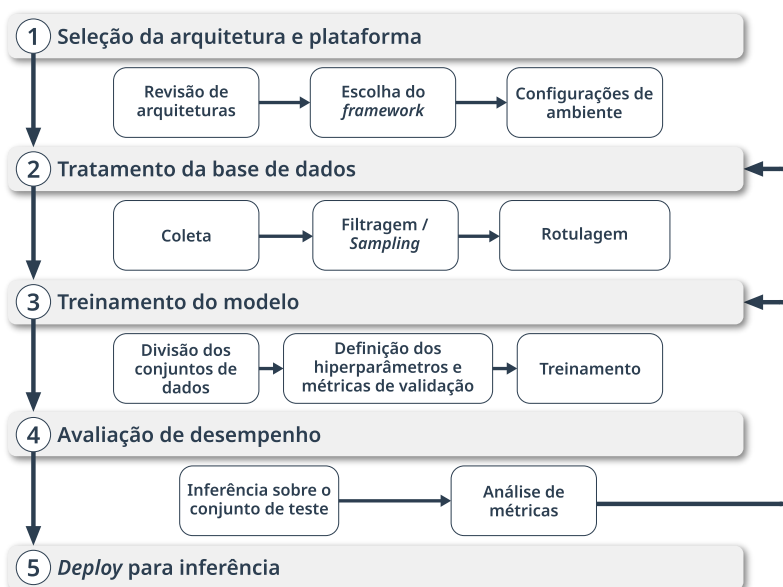 1 Seleção da arquitetura e plataforma
Revisão de
arquiteturas
Escolha do
framework
Configurações de
ambiente
2 Tratamento da base de dados
Coleta
Filtragem /
Sampling
Rotulagem
3 Treinamento do modelo
Divisão dos
conjuntos de
dados
Definição dos
hiperparâmetros e
métricas de validação
Treinamento
4 Avaliação de desempenho
Inferência sobre o
conjunto de teste
Análise de
métricas
5 Deploy para inferência